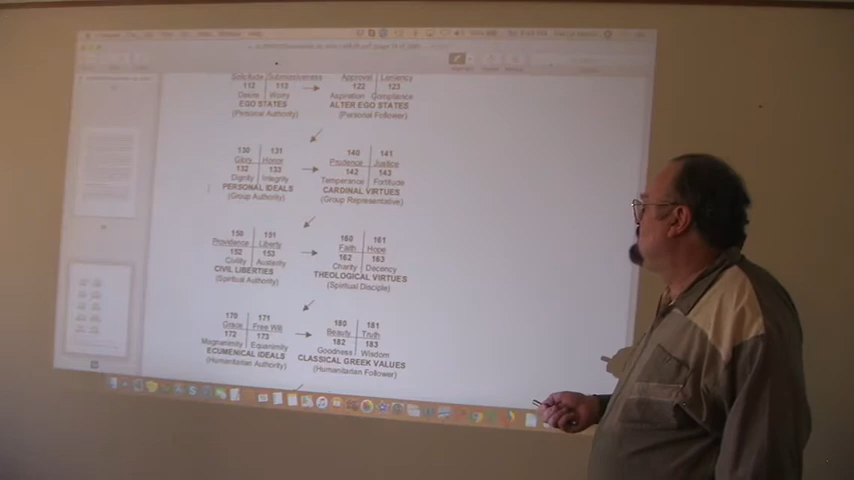 Solicitude Submissiveness Approval Leniency
112 113 122 123
Desire Worry Aspiration Compliance
EGO STATES ALTER EGO STATES
(Personal Authority) (Personal Follower)
130 131 140 141
Glory Honor Prudence Justice
132 133 142 143
Dignity Integrity Temperance Fortitude
PERSONAL IDEALS CARDINAL VIRTUES
(Group Authority) (Group Representative)
150 151 160 161
Providence Liberty Faith Hope
152 153 162 163
Civility Austerity Charity Decency
CIVIL LIBERTIES THEOLOGICAL VIRTUES
(Spiritual Authority) (Spiritual Disciple)
170 171 180 181
Grace Free Will Beauty Truth
172 173 182 183
Magnanimity Equanimity Goodness Wisdom
ECUMENICAL IDEALS CLASSICAL GREEK VALUES
(Humanitarian Authority) (Humanitarian Follower)